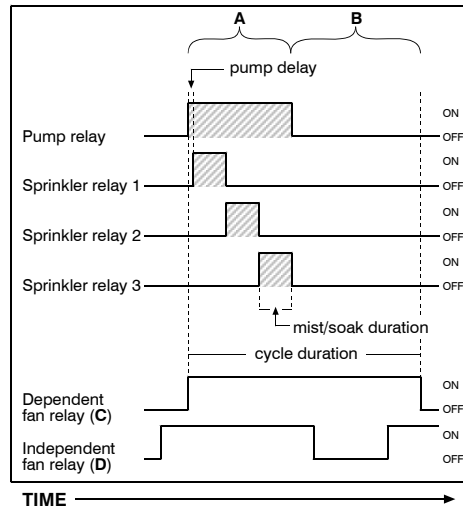 A B
pump delay
Pump relay
ON
OFF
Sprinkler relay 1
ON
OFF
Sprinkler relay 2
ON
OFF
Sprinkler relay 3
ON
OFF
mist/soak duration
cycle duration
Dependent
fan relay (C)
ON
OFF
Independent
fan relay (D)
ON
OFF
TIME